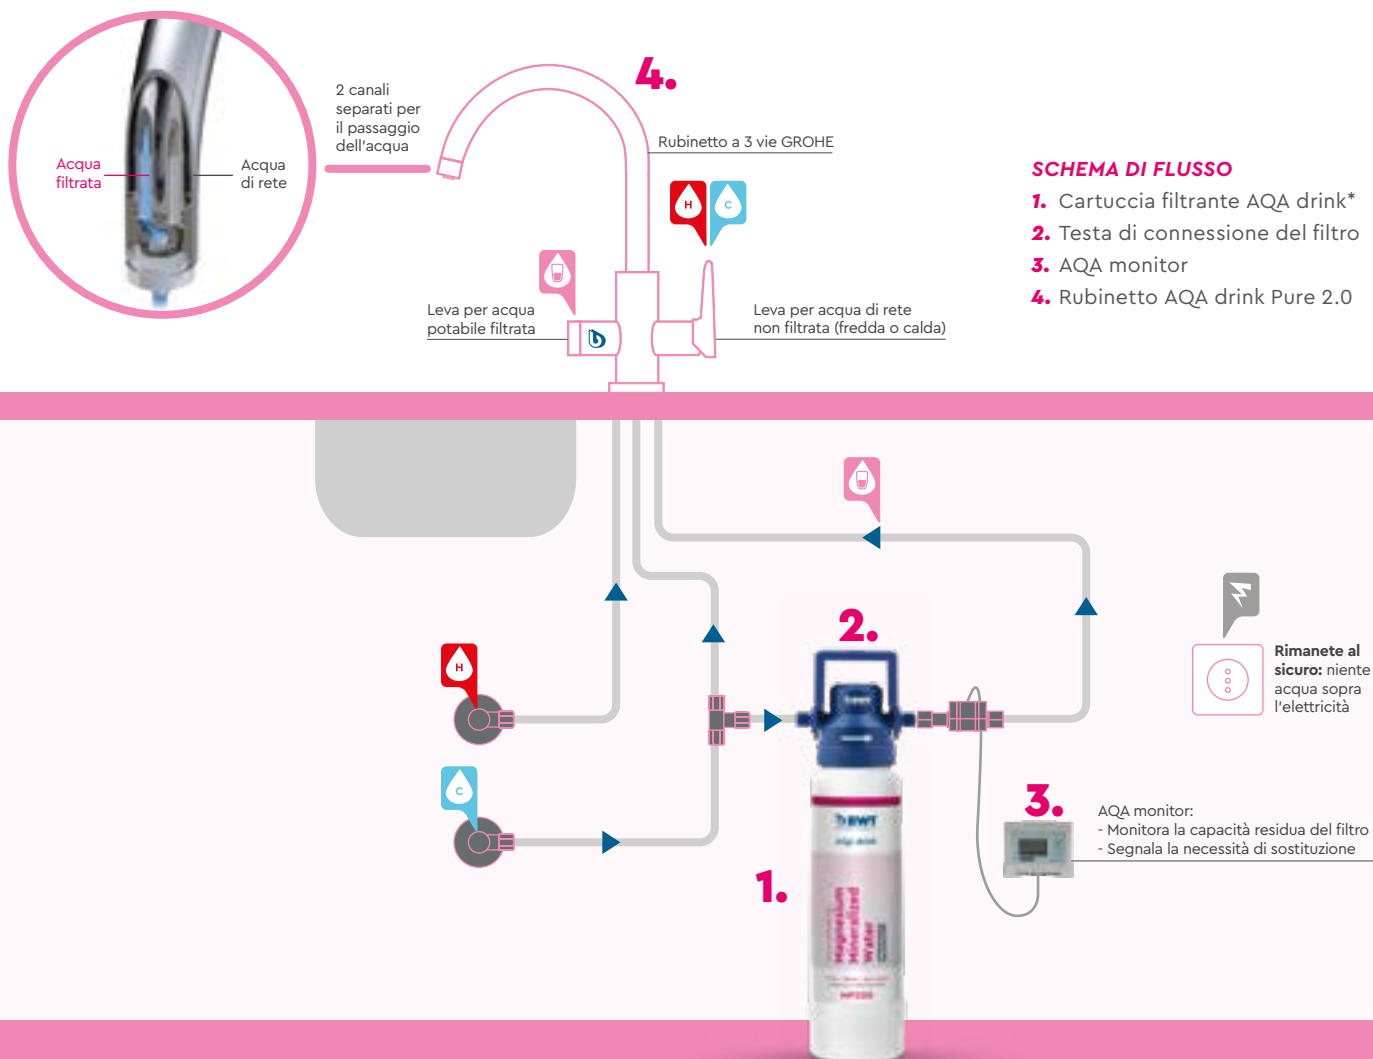 2 canali
separati per
il passaggio
dell'acqua
4.
Rubinetto a 3 vie GROHE
Acqua
filtrata
Acqua
di rete
H
C
SCHEMA DI FLUSSO
1. Cartuccia filtrante AQA drink*
2. Testa di connessione del filtro
3. AQA monitor
4. Rubinetto AQA drink Pure 2.0
Leva per acqua
potabile filtrata
Leva per acqua di rete
non filtrata (fredda o calda)
2.
H
C
Rimanete al
sicuro: niente
acqua sopra
l'elettricità
3.
AQA monitor:
- Monitora la capacità residua del filtro
- Segnala la necessità di sostituzione
1.
BWT
Magnesium
Mineralized
Water